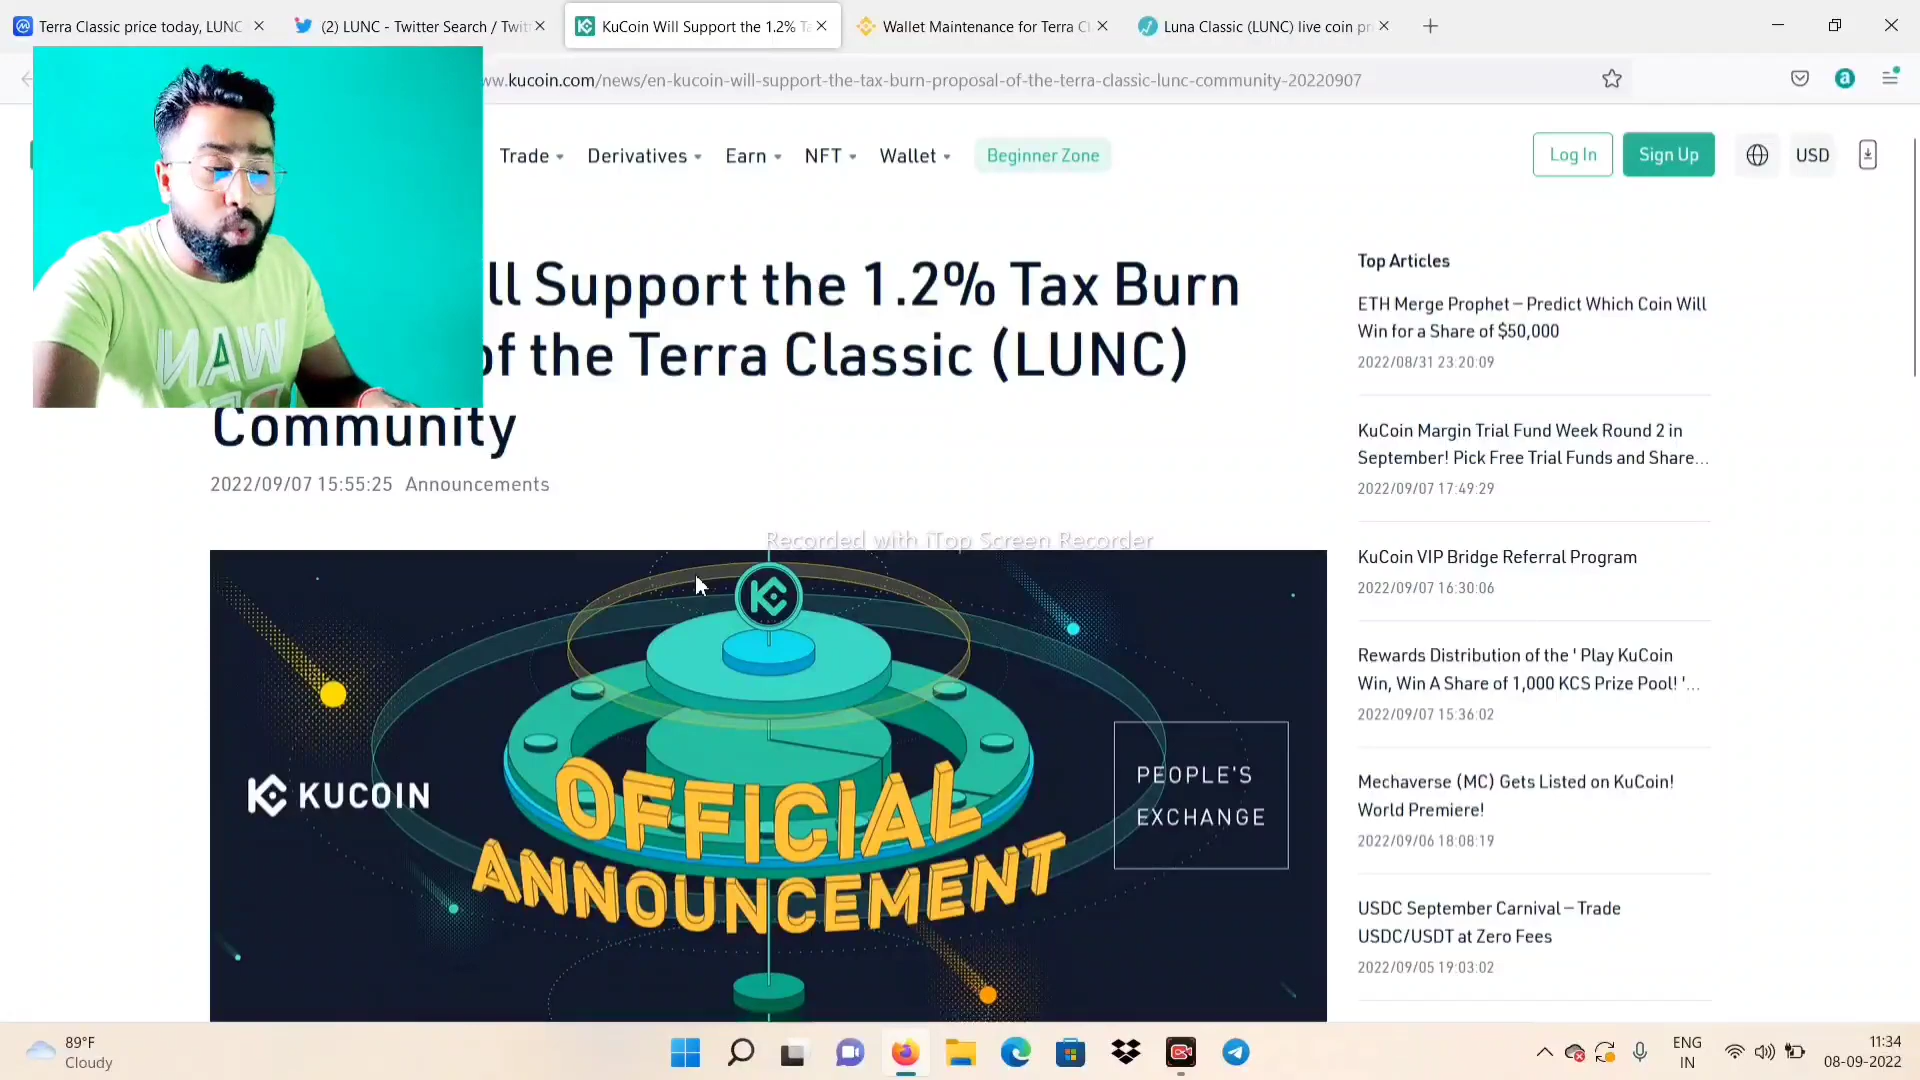 Terra Classic price today, LUNC
(2) LUNC - Twitter Search / Twit
KuCoin Will Support the 1.2% Ta
Wallet Maintenance for Terra Cl
Luna Classic (LUNC) live coin pr
kucoin.com/news/en-kucoin-will-support-the-tax-burn-proposal-of-the-terra-classic-lunc-community-20220907
a
Trade
Derivatives
Earn
NFT
Wallet
Beginner Zone
Log In
Sign Up
USD
ll Support the 1.2% Tax Burn
of the Terra Classic (LUNC)
Community
2022/09/07 15:55:25 Announcements
Recorded with iTop Screen Recorder
KUCOIN
OFFICIAL
ANNOUNCEMENT
PEOPLE'S
EXCHANGE
Top Articles
ETH Merge Prophet – Predict Which Coin Will
Win for a Share of $50,000
2022/08/31 23:20:09
KuCoin Margin Trial Fund Week Round 2 in
September! Pick Free Trial Funds and Share...
2022/09/07 17:49:29
KuCoin VIP Bridge Referral Program
2022/09/07 16:30:06
Rewards Distribution of the ' Play KuCoin
Win, Win A Share of 1,000 KCS Prize Pool! '...
2022/09/07 15:36:02
Mechaverse (MC) Gets Listed on KuCoin!
World Premiere!
2022/09/06 18:08:19
USDC September Carnival – Trade
USDC/USDT at Zero Fees
2022/09/05 19:03:02
89°F
Cloudy
ENG
IN
11:34
08-09-2022